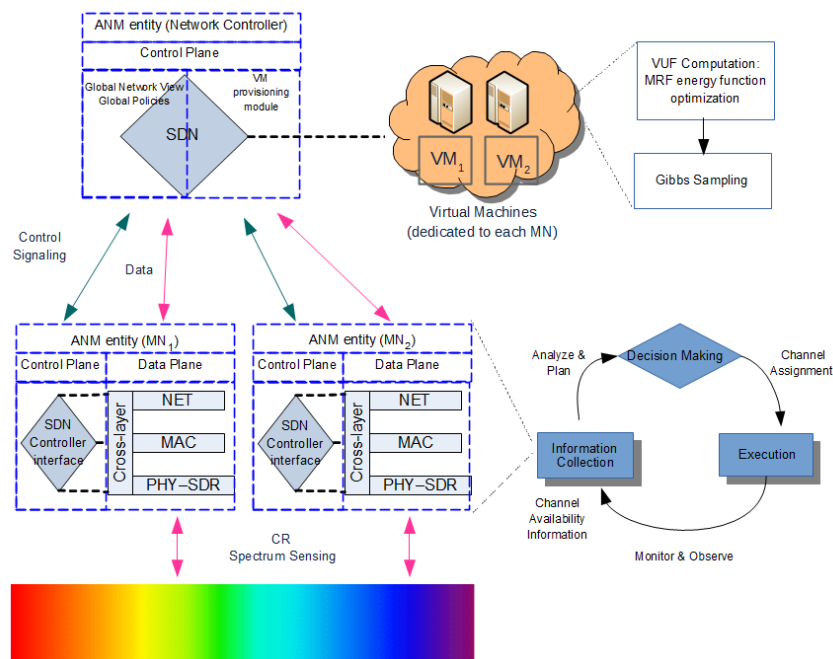 ANM entity (Network Controller)
Control Plane
Global Network View
Global Policies
VM
provisioning
module
SDN
VM1
VM2
Virtual Machines
(dedicated to each MN)
VUF Computation:
MRF energy function
optimization
Gibbs Sampling
Control
Signaling
Data
ANM entity (MN1)
Control Plane
Data Plane
SDN
Controller
interface
Cross-layer
NET
MAC
PHY–SDR
ANM entity (MN2)
Control Plane
Data Plane
SDN
Controller
interface
Cross-layer
NET
MAC
PHY–SDR
Analyze &
Plan
Decision Making
Channel
Assignment
Information
Collection
Execution
Channel
Availability
Information
Monitor & Observe
CR
Spectrum Sensing